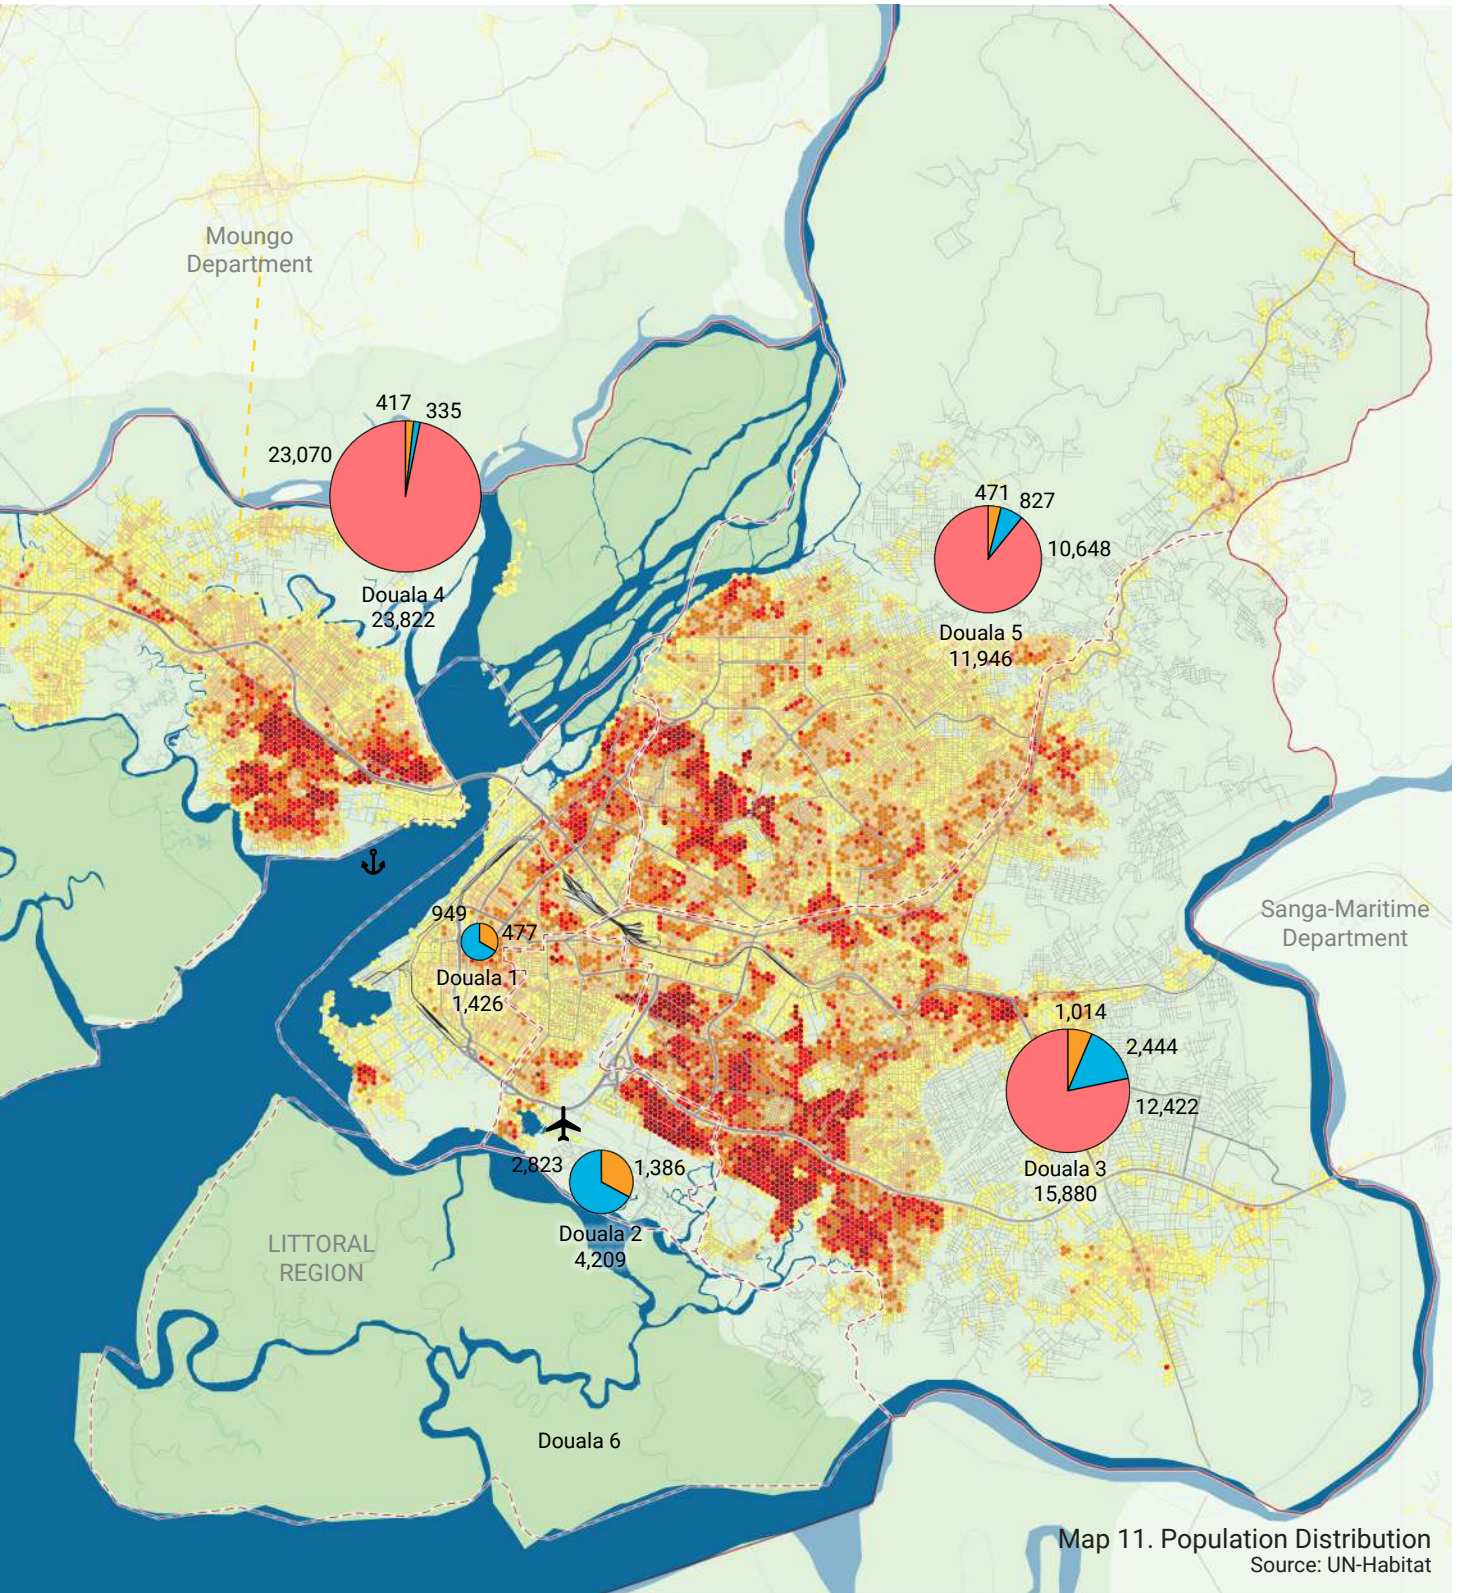 Moungo
Department
417
335
23,070
Douala 4
23,822
471
827
10,648
Douala 5
11,946
949
477
Douala 1
1,426
Sanga-Maritime
Department
1,014
2,444
12,422
Douala 3
15,880
2,823
1,386
Douala 2
4,209
LITTORAL
REGION
Douala 6
Map 11. Population Distribution
Source: UN-Habitat